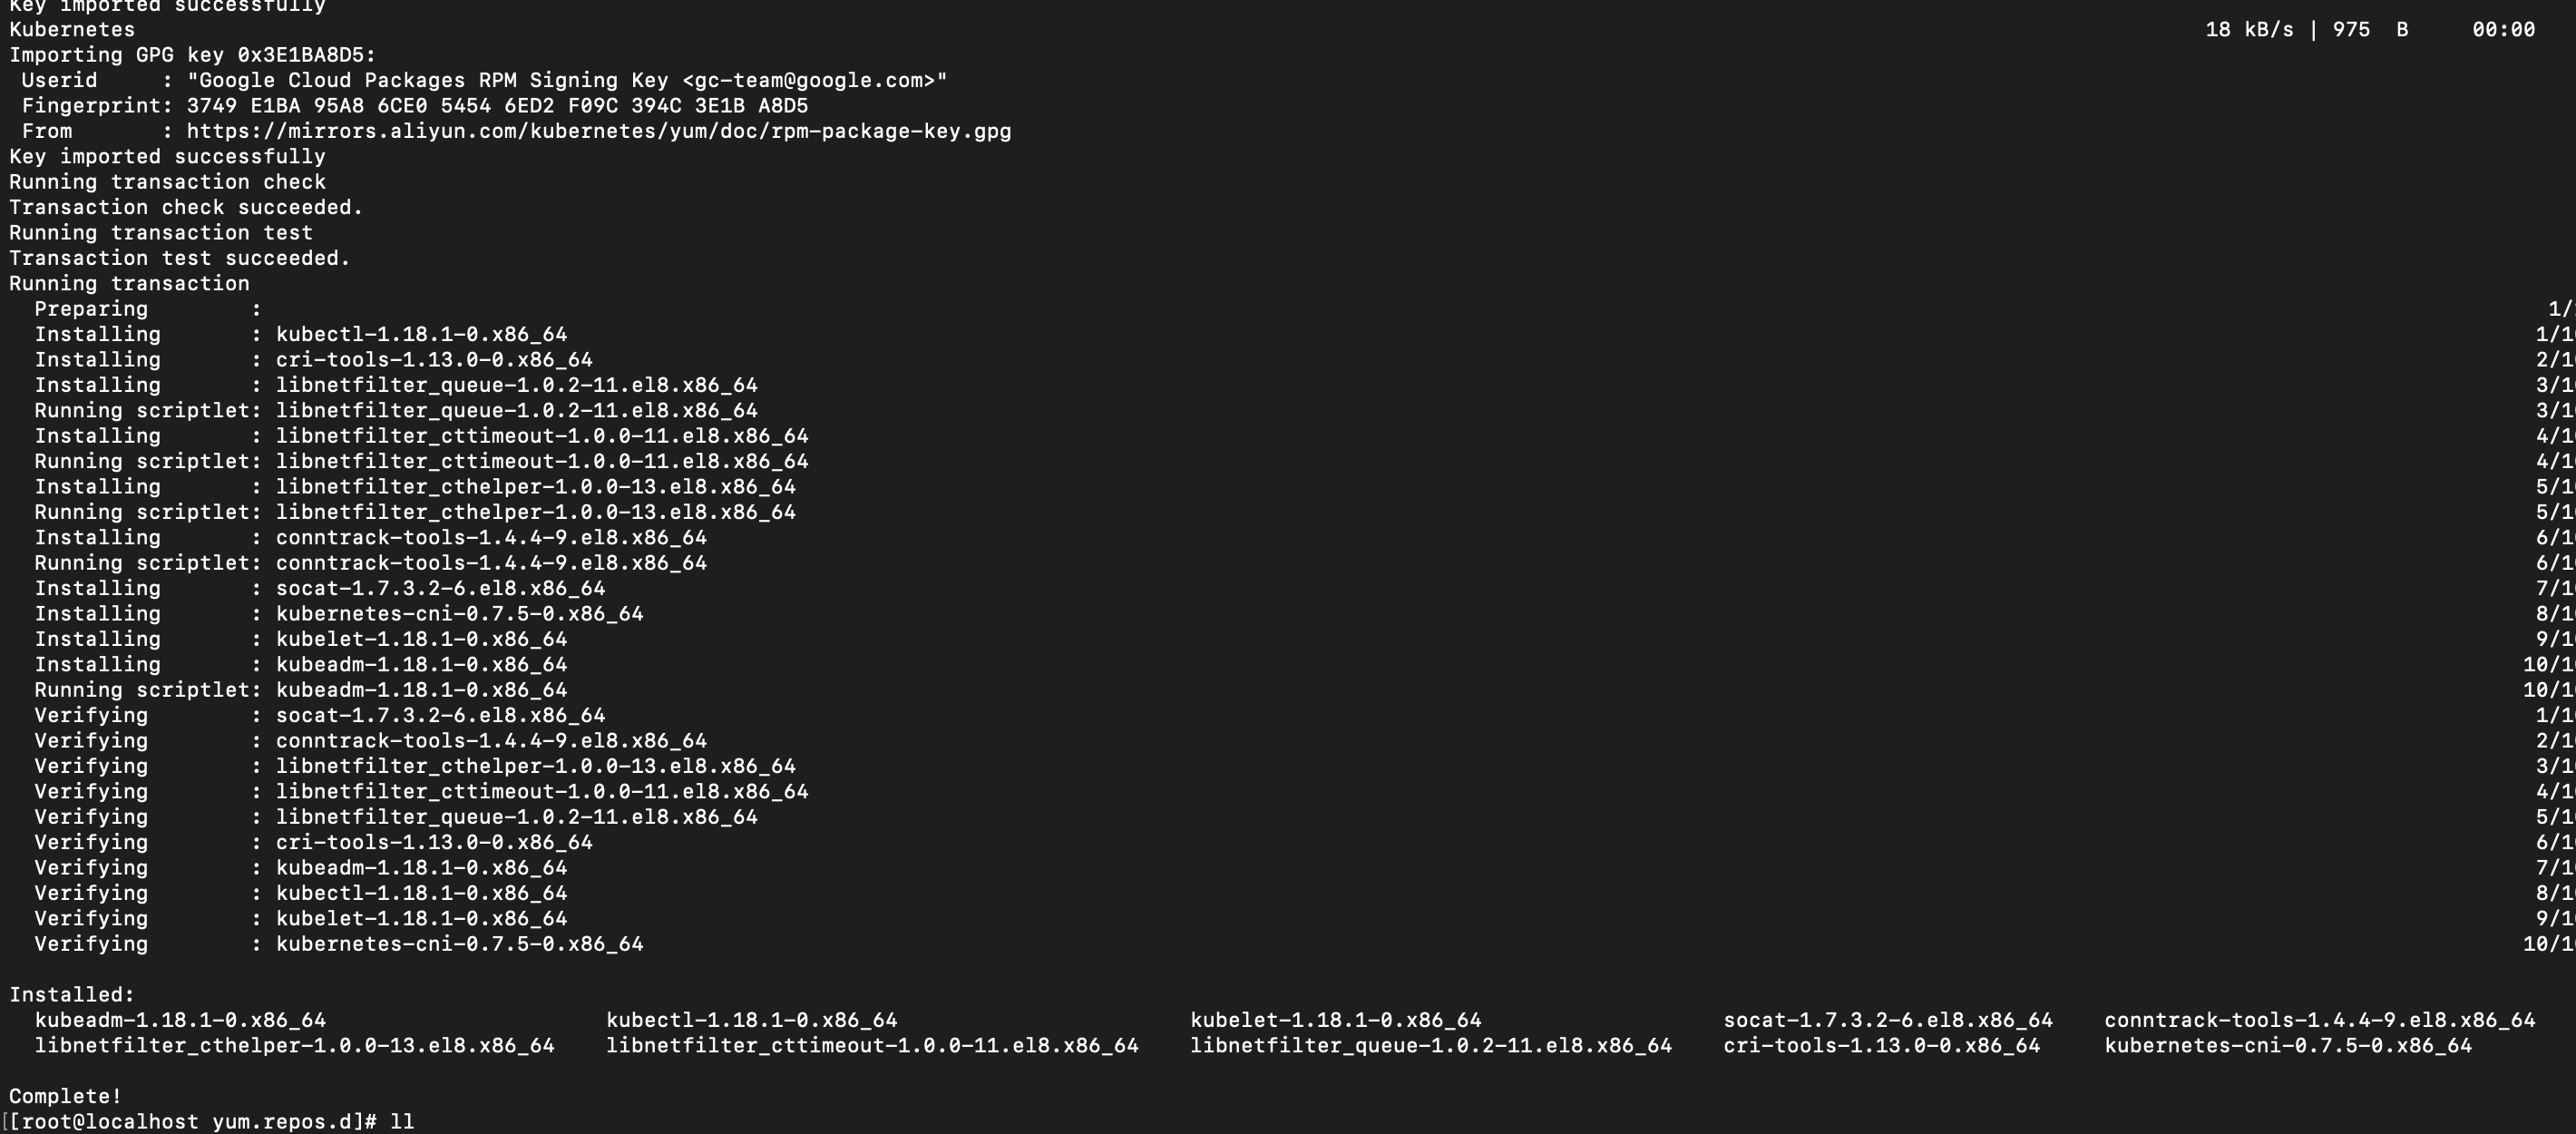 Key imported successfully
Kubernetes 18 kB/s | 975 B 00:00
Importing GPG key 0x3E1BA8D5:
Userid : "Google Cloud Packages RPM Signing Key <gc-team@google.com>"
Fingerprint: 3749 E1BA 95A8 6CE0 5454 6ED2 F09C 394C 3E1B A8D5
From : https://mirrors.aliyun.com/kubernetes/yum/doc/rpm-package-key.gpg
Key imported successfully
Running transaction check
Transaction check succeeded.
Running transaction test
Transaction test succeeded.
Running transaction
Preparing : 1/
Installing : kubectl-1.18.1-0.x86_64 1/1
Installing : cri-tools-1.13.0-0.x86_64 2/1
Installing : libnetfilter_queue-1.0.2-11.el8.x86_64 3/1
Running scriptlet: libnetfilter_queue-1.0.2-11.el8.x86_64 3/1
Installing : libnetfilter_cttimeout-1.0.0-11.el8.x86_64 4/1
Running scriptlet: libnetfilter_cttimeout-1.0.0-11.el8.x86_64 4/1
Installing : libnetfilter_cthelper-1.0.0-13.el8.x86_64 5/1
Running scriptlet: libnetfilter_cthelper-1.0.0-13.el8.x86_64 5/1
Installing : conntrack-tools-1.4.4-9.el8.x86_64 6/1
Running scriptlet: conntrack-tools-1.4.4-9.el8.x86_64 6/1
Installing : socat-1.7.3.2-6.el8.x86_64 7/1
Installing : kubernetes-cni-0.7.5-0.x86_64 8/1
Installing : kubelet-1.18.1-0.x86_64 9/1
Installing : kubeadm-1.18.1-0.x86_64 10/1
Running scriptlet: kubeadm-1.18.1-0.x86_64 10/1
Verifying : socat-1.7.3.2-6.el8.x86_64 1/1
Verifying : conntrack-tools-1.4.4-9.el8.x86_64 2/1
Verifying : libnetfilter_cthelper-1.0.0-13.el8.x86_64 3/1
Verifying : libnetfilter_cttimeout-1.0.0-11.el8.x86_64 4/1
Verifying : libnetfilter_queue-1.0.2-11.el8.x86_64 5/1
Verifying : cri-tools-1.13.0-0.x86_64 6/1
Verifying : kubeadm-1.18.1-0.x86_64 7/1
Verifying : kubectl-1.18.1-0.x86_64 8/1
Verifying : kubelet-1.18.1-0.x86_64 9/1
Verifying : kubernetes-cni-0.7.5-0.x86_64 10/1
Installed:
kubeadm-1.18.1-0.x86_64 kubectl-1.18.1-0.x86_64 kubelet-1.18.1-0.x86_64 socat-1.7.3.2-6.el8.x86_64 conntrack-tools-1.4.4-9.el8.x86_64
libnetfilter_cthelper-1.0.0-13.el8.x86_64 libnetfilter_cttimeout-1.0.0-11.el8.x86_64 libnetfilter_queue-1.0.2-11.el8.x86_64 cri-tools-1.13.0-0.x86_64 kubernetes-cni-0.7.5-0.x86_64
Complete!
[[root@localhost yum.repos.d]# ll